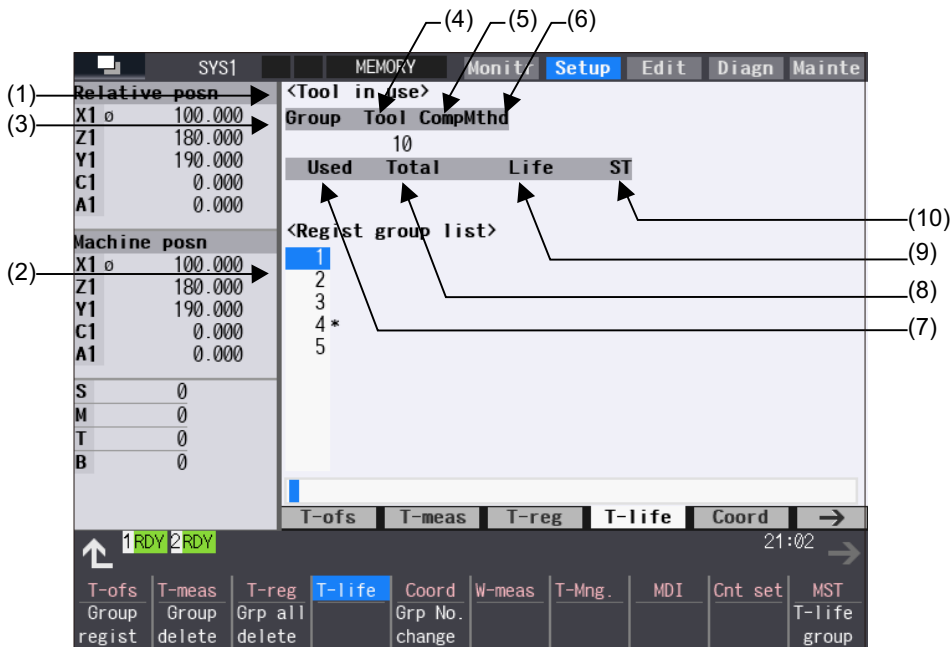 (4) (5) (6)
SYS1 MEMORY Monitr Setup Edit Diagn Mainte
(1) Relative posn <Tool in use>
(3) X1 ø 100.000 Group Tool CompMthd
Z1 180.000 10
Y1 190.000 Used Total Life ST
C1 0.000
A1 0.000
(10)
Machine posn <Regist group list>
(9)
(2) X1 ø 100.000 1
Z1 180.000 2
(8)
Y1 190.000 3
C1 0.000 4 *
(7)
A1 0.000 5
S 0
M 0
T 0
B 0
T-ofs T-meas T-reg T-life Coord →
1 RDY 2 RDY 21:02
T-ofs T-meas T-reg T-life Coord W-meas T-Mng. MDI Cnt set MST
Group Group Grp all Grp No. T-life
regist delete delete change group